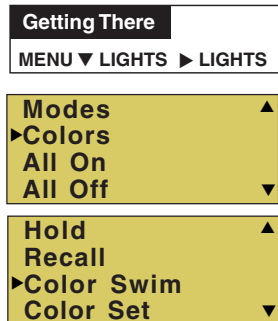 Getting There
MENU ▼ LIGHTS ▶ LIGHTS
Modes ▲
▶Colors
All On
All Off ▼
Hold ▲
Recall
▶Color Swim
Color Set ▼